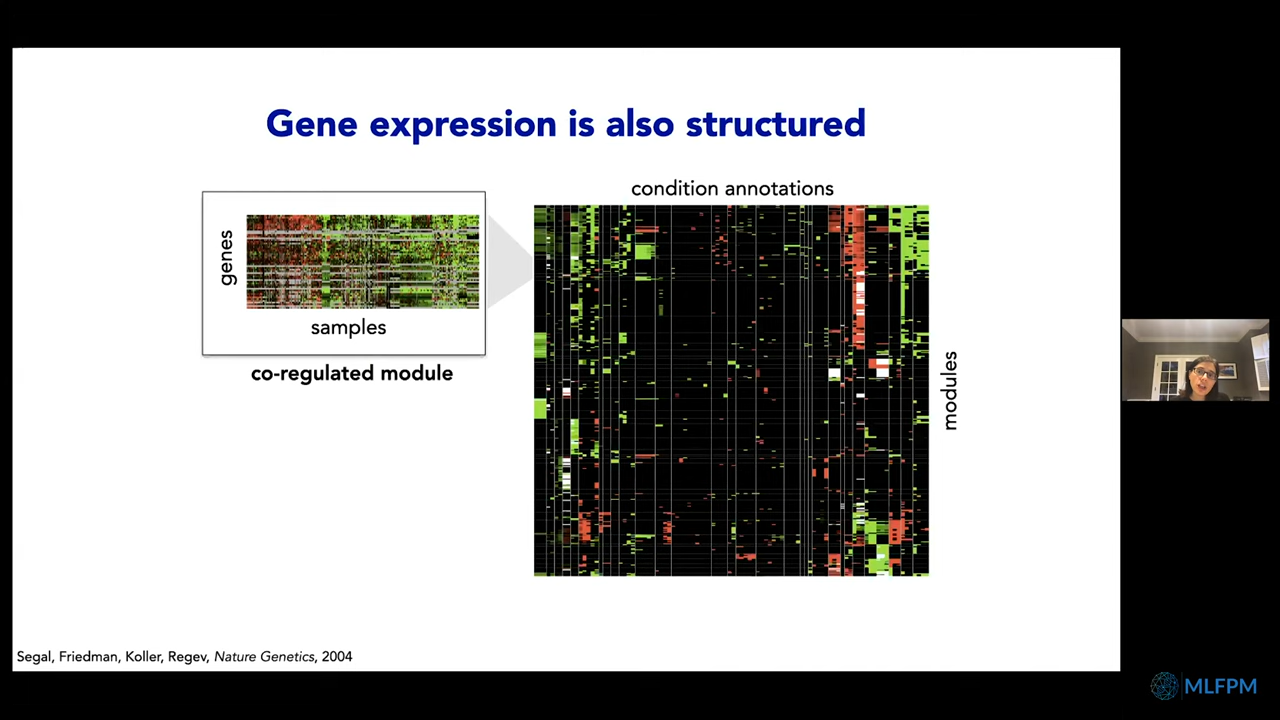 Gene expression is also structured
condition annotations
genes
samples
co-regulated module
modules
Segal, Friedman, Koller, Regev, Nature Genetics, 2004
MLFPM